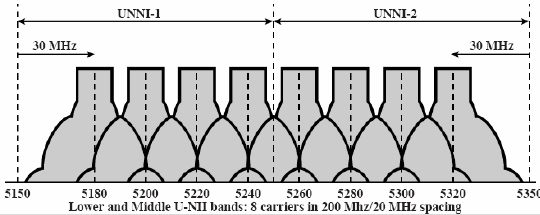 UNNI-1 UNNI-2
30 MHz 30 MHz
5150 5180 5200 5220 5240 5260 5280 5300 5320 5350
Lower and Middle U-NH bands: 8 carriers in 200 Mhz/20 MHz spacing